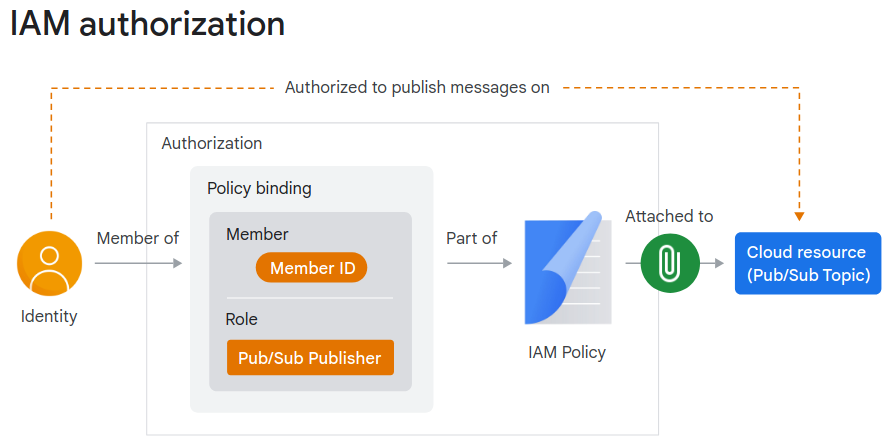 IAM authorization
Authorized to publish messages on
Authorization
Policy binding
Member of
Member
Member ID
Role
Pub/Sub Publisher
Identity
Part of
IAM Policy
Attached to
Cloud resource
(Pub/Sub Topic)